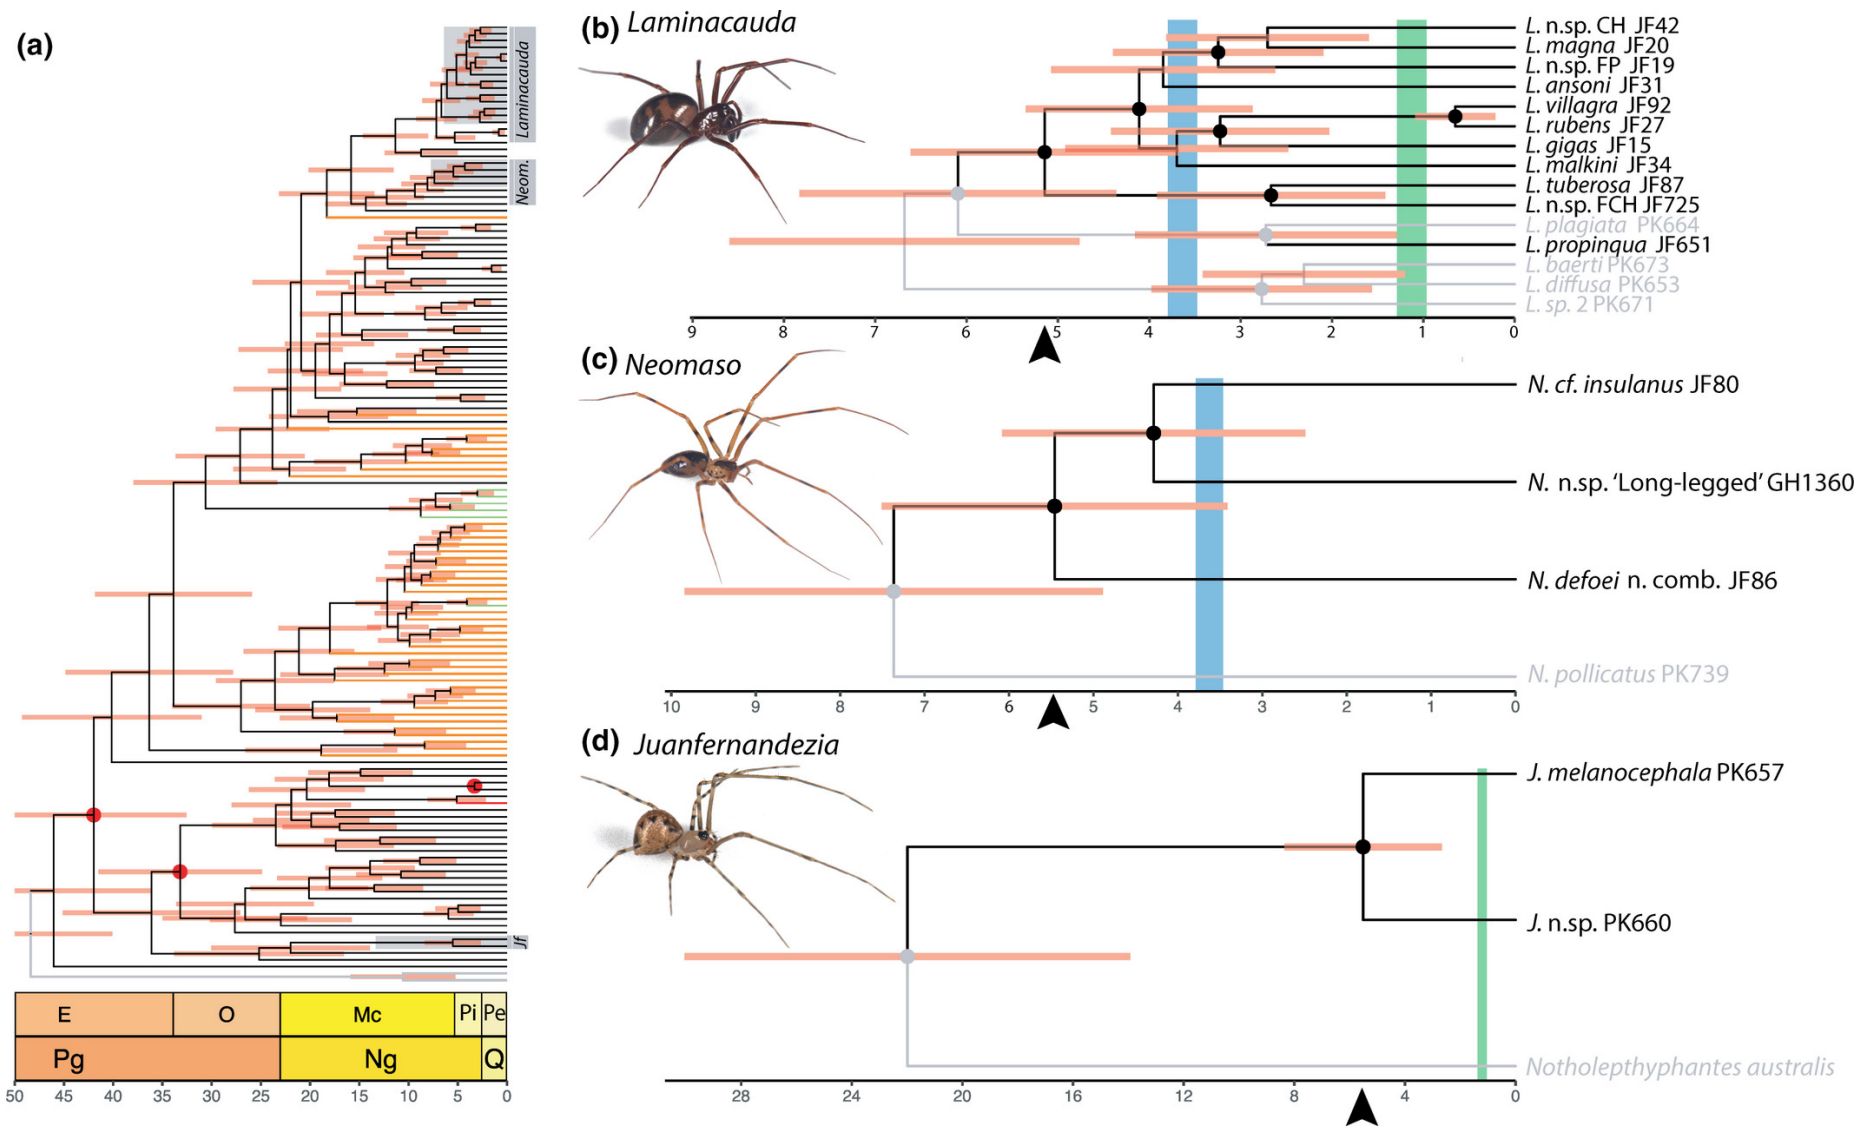 (a)
Laminacauda
Neom.
Jf
E O Mc Pi Pe
Pg Ng Q
50 45 40 35 30 25 20 15 10 5 0
(b) Laminacauda
L. n.sp. CH JF42
L. magna JF20
L. n.sp. FP JF19
L. ansoni JF31
L. villagra JF92
L. rubens JF27
L. gigas JF15
L. malkini JF34
L. tuberosa JF87
L. n.sp. FCH JF725
L. plagiata PK664
L. propinqua JF651
L. baerti PK673
L. diffusa PK653
L. sp. 2 PK671
9 8 7 6 5 4 3 2 1 0
(c) Neomaso
N. cf. insulanus JF80
N. n.sp. ‘Long-legged’ GH1360
N. defoei n. comb. JF86
N. pollicatus PK739
10 9 8 7 6 5 4 3 2 1 0
(d) Juanfernandezia
J. melanocephala PK657
J. n.sp. PK660
Notholepthyphantes australis
28 24 20 16 12 8 4 0